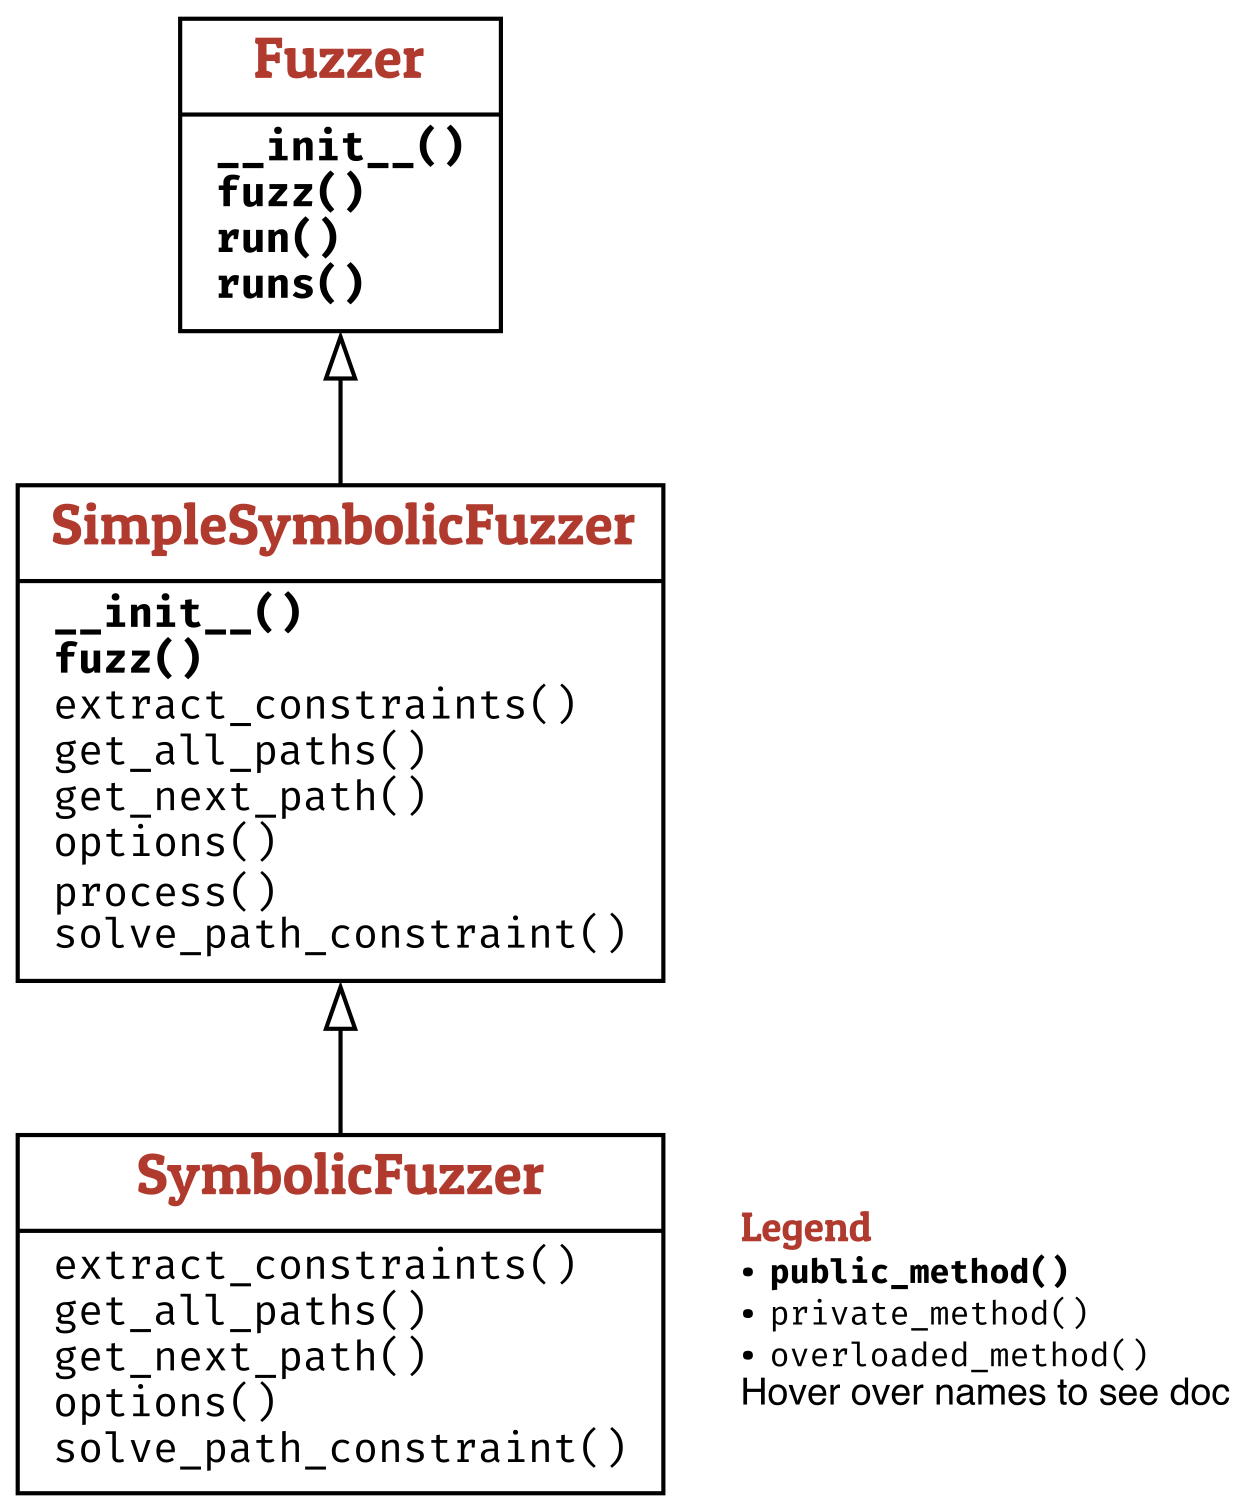 Fuzzer
__init__()
fuzz()
run()
runs()
SimpleSymbolicFuzzer
__init__()
fuzz()
extract_constraints()
get_all_paths()
get_next_path()
options()
process()
solve_path_constraint()
SymbolicFuzzer
extract_constraints()
get_all_paths()
get_next_path()
options()
solve_path_constraint()
Legend
• public_method()
• private_method()
• overloaded_method()
Hover over names to see doc